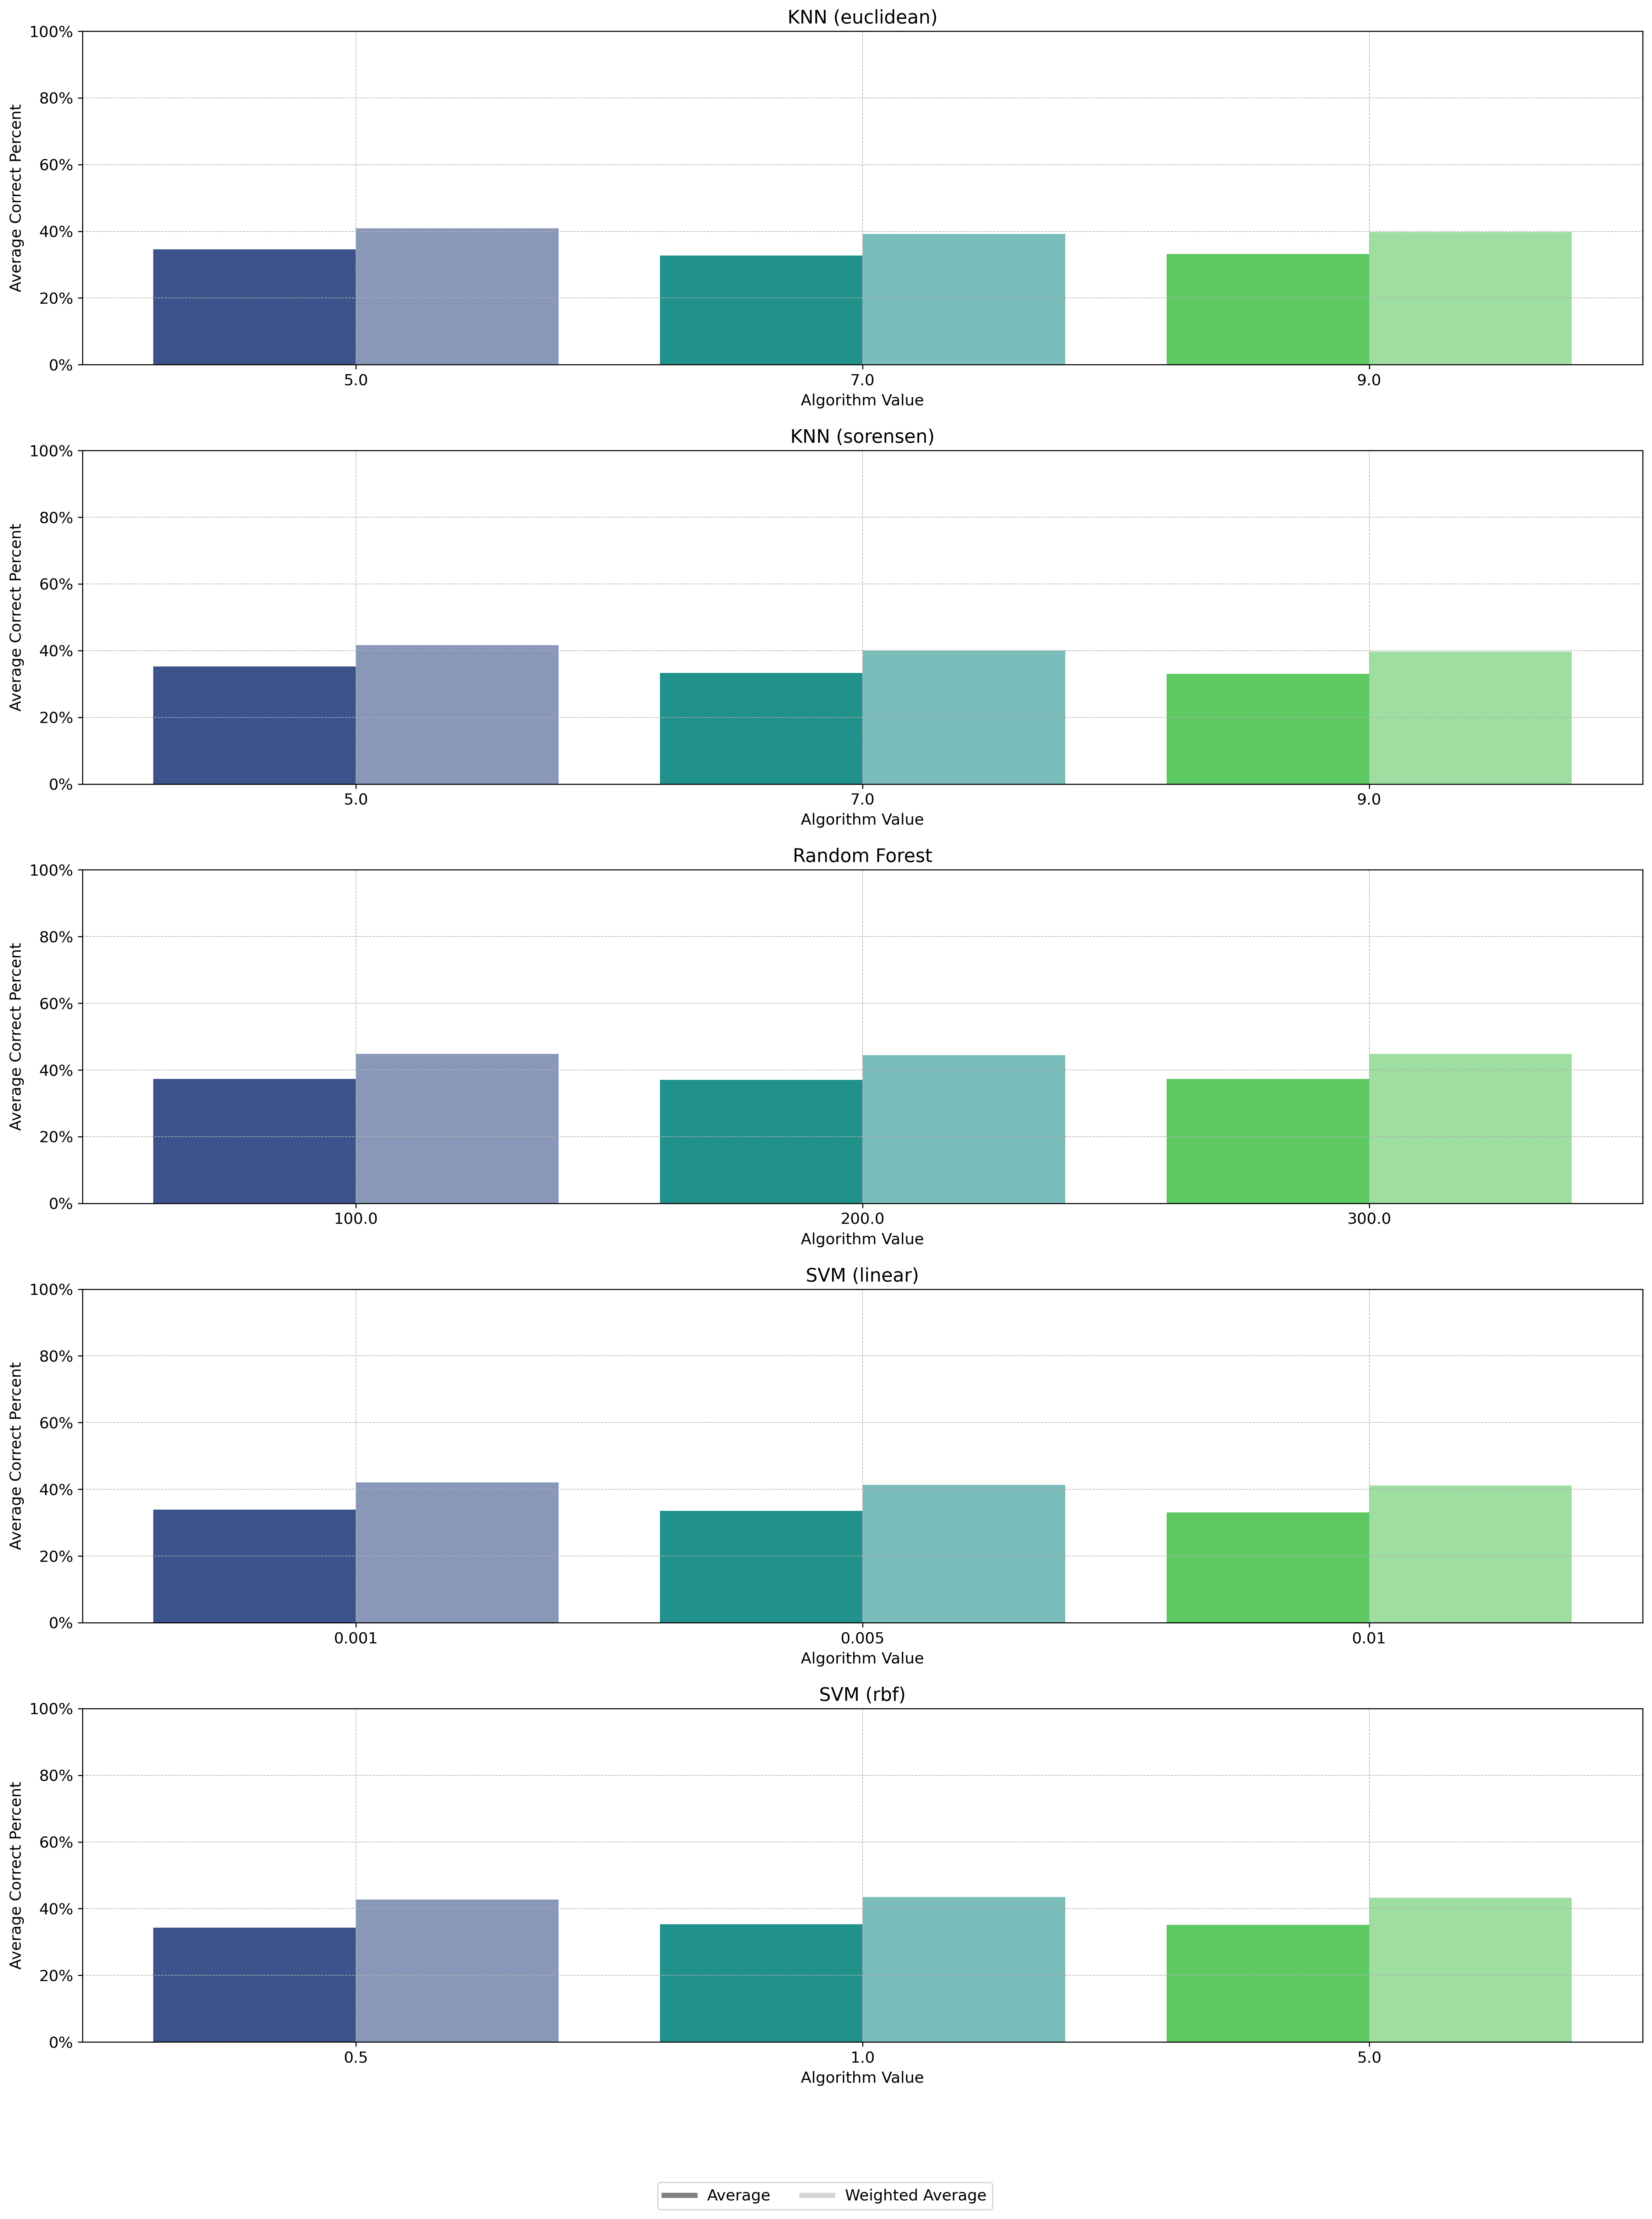 KNN (euclidean)
100%
80%
60%
40%
20%
0%
Average Correct Percent
5.0 7.0 9.0
Algorithm Value
KNN (sorensen)
100%
80%
60%
40%
20%
0%
Average Correct Percent
5.0 7.0 9.0
Algorithm Value
Random Forest
100%
80%
60%
40%
20%
0%
Average Correct Percent
100.0 200.0 300.0
Algorithm Value
SVM (linear)
100%
80%
60%
40%
20%
0%
Average Correct Percent
0.001 0.005 0.01
Algorithm Value
SVM (rbf)
100%
80%
60%
40%
20%
0%
Average Correct Percent
0.5 1.0 5.0
Algorithm Value
Average Weighted Average